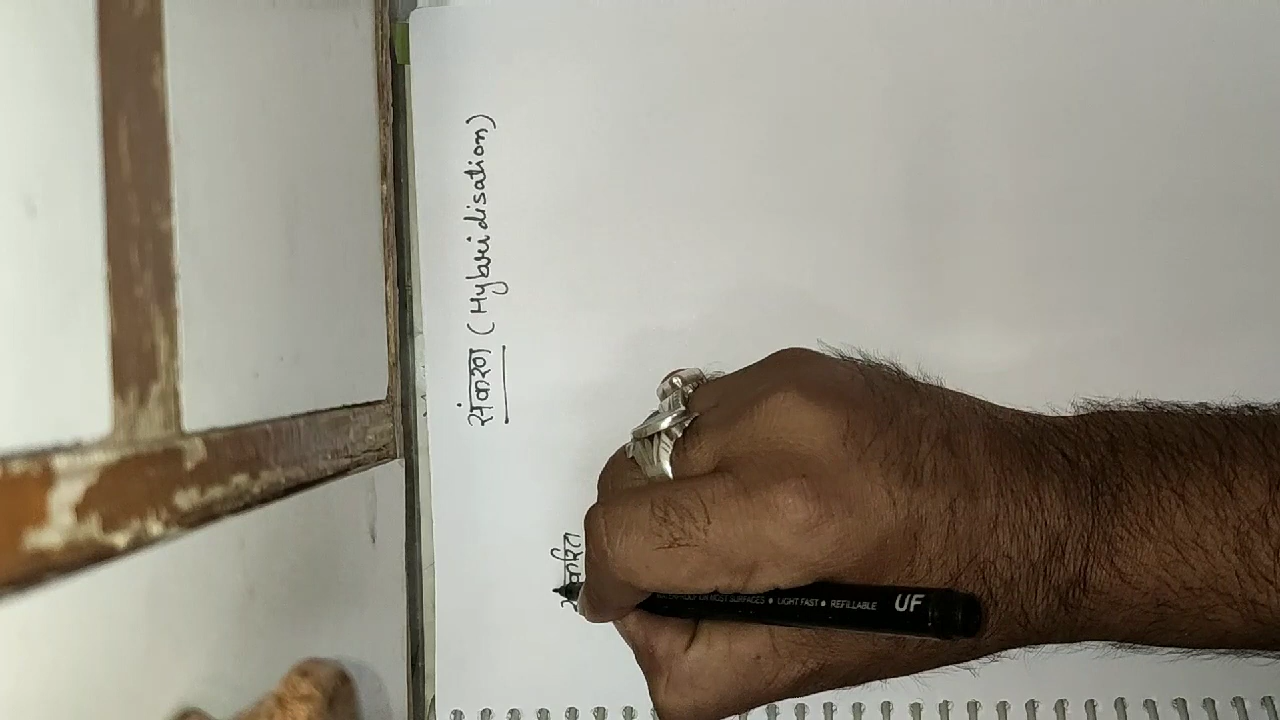 संकरण (Hybridisation)
LIGHT FAST • REFILLABLE UF